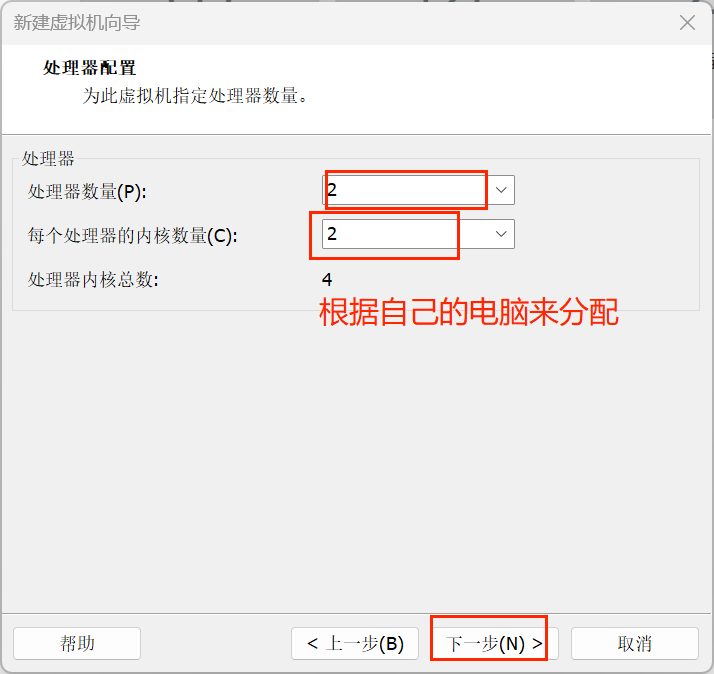 新建虚拟机向导
处理器配置
为此虚拟机指定处理器数量。
处理器
处理器数量(P):
2
每个处理器的内核数量(C):
2
处理器内核总数:
4
根据自己的电脑来分配
帮助
< 上一步(B)
下一步(N) >
取消